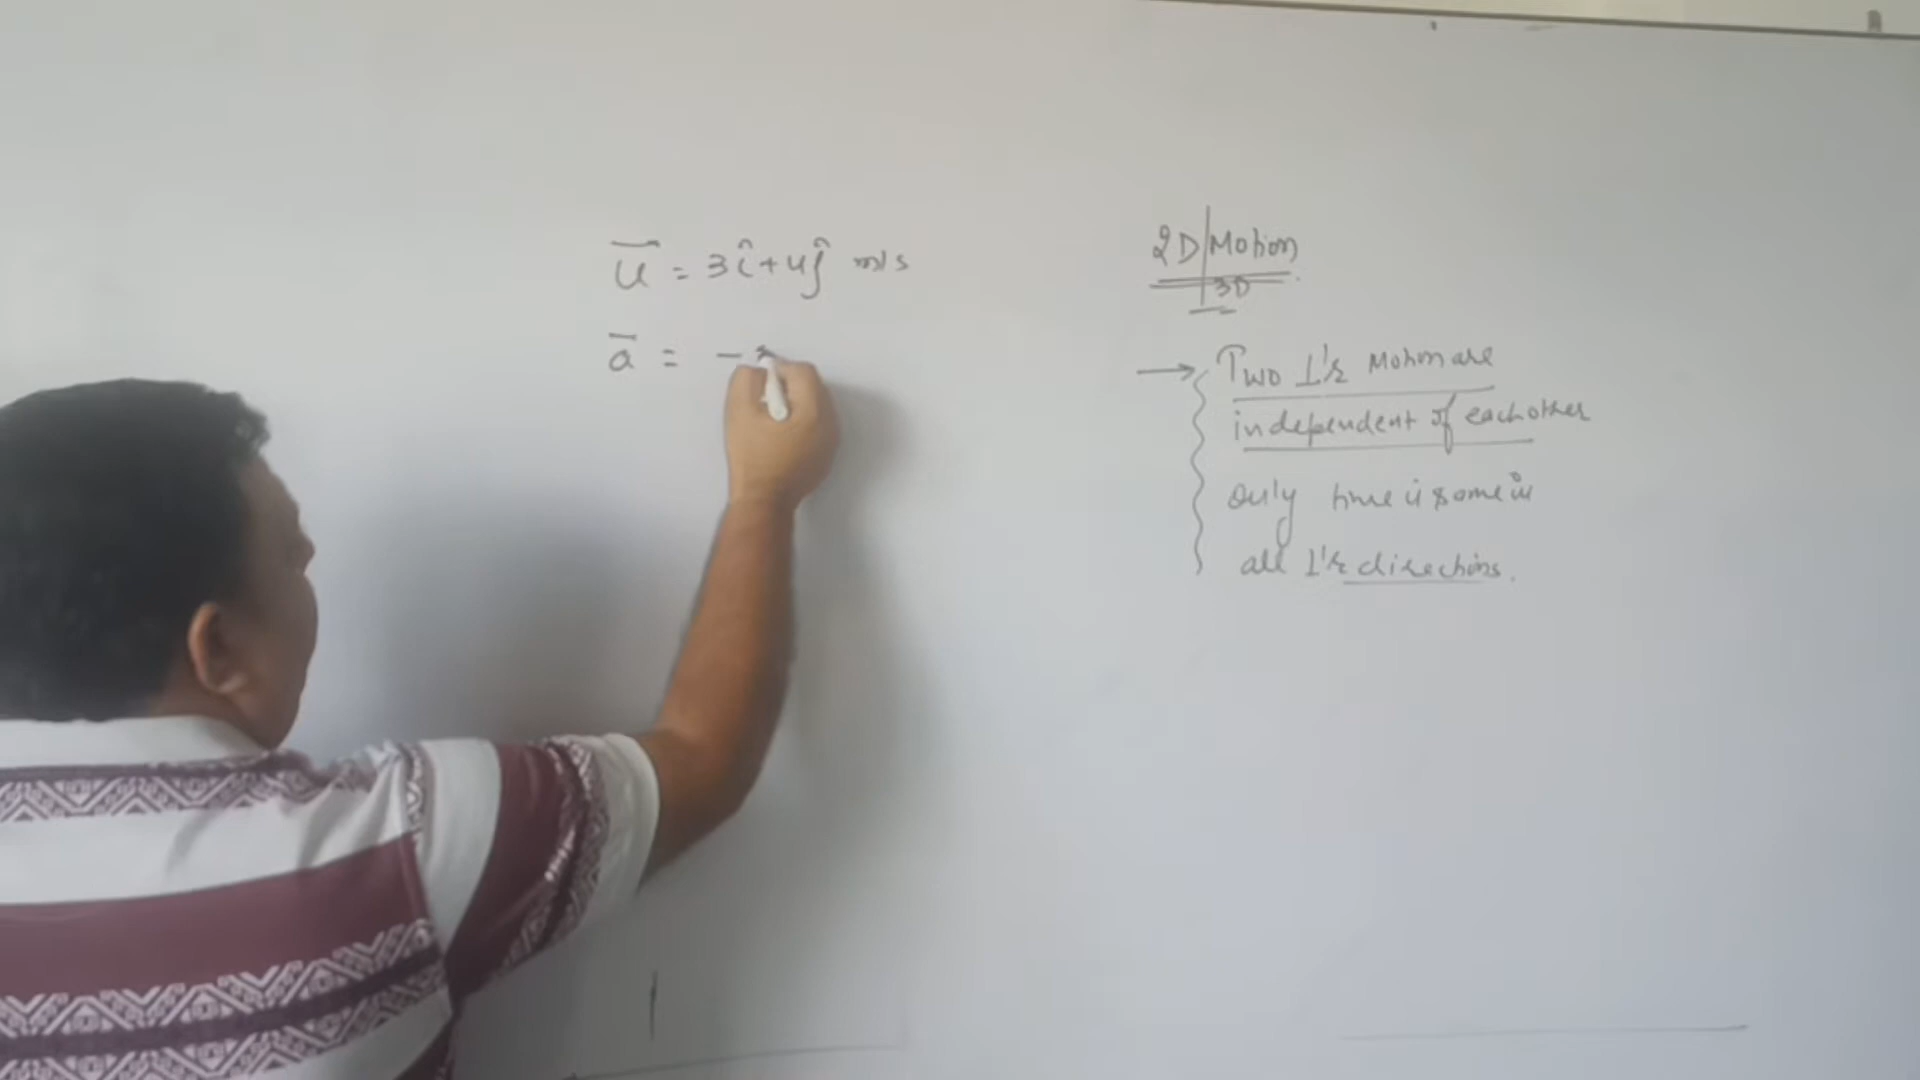 u̅ = 3î+4ĵ m/s
a̅ = -
2D/Motion
3D
→ Two ⊥'r Motion are
independent of each other
only time is same in
all ⊥'r directions.